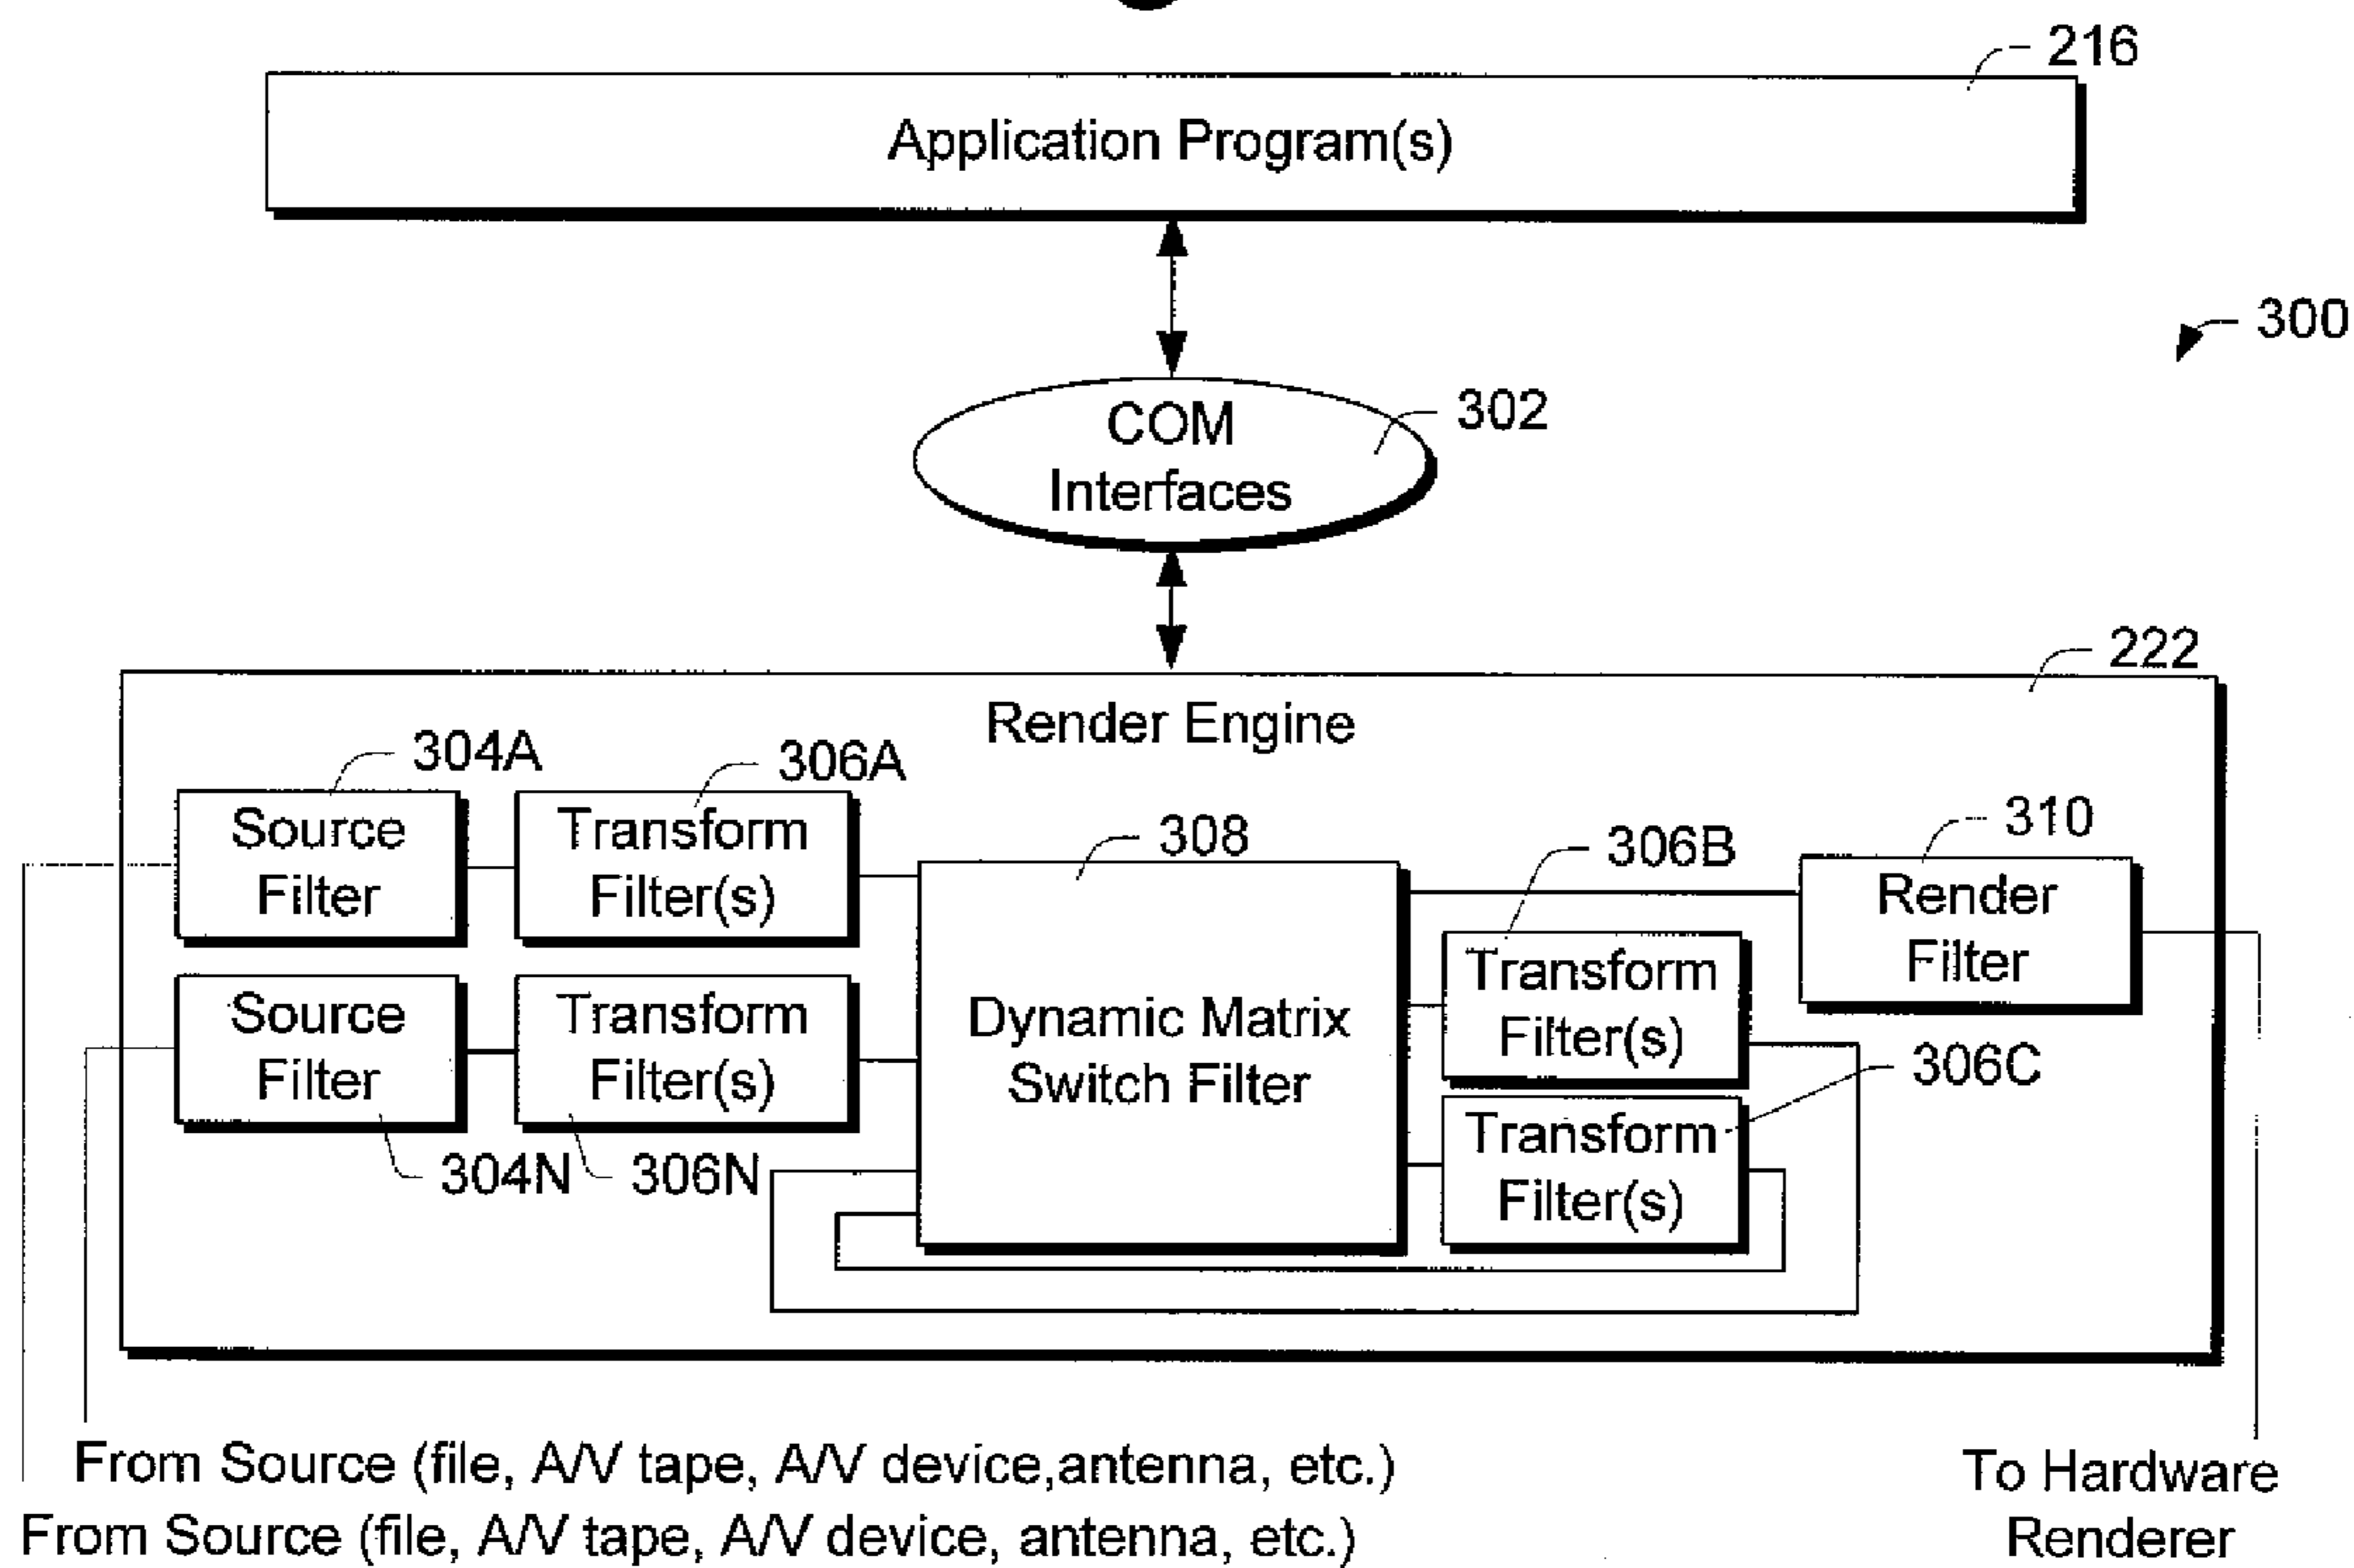 216
Application Program(s)
300
COM
Interfaces
302
222
Render Engine
304A
306A
308
306B
310
Source
Filter
Transform
Filter(s)
Render
Filter
Source
Filter
Transform
Filter(s)
Dynamic Matrix
Switch Filter
Transform
Filter(s)
306C
Transform
Filter(s)
304N
306N
From Source (file, A/V tape, A/V device,antenna, etc.)
From Source (file, A/V tape, A/V device, antenna, etc.)
To Hardware
Renderer